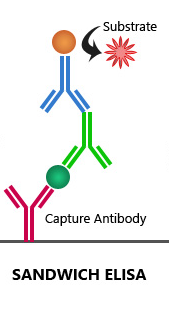 Substrate
Capture Antibody
SANDWICH ELISA